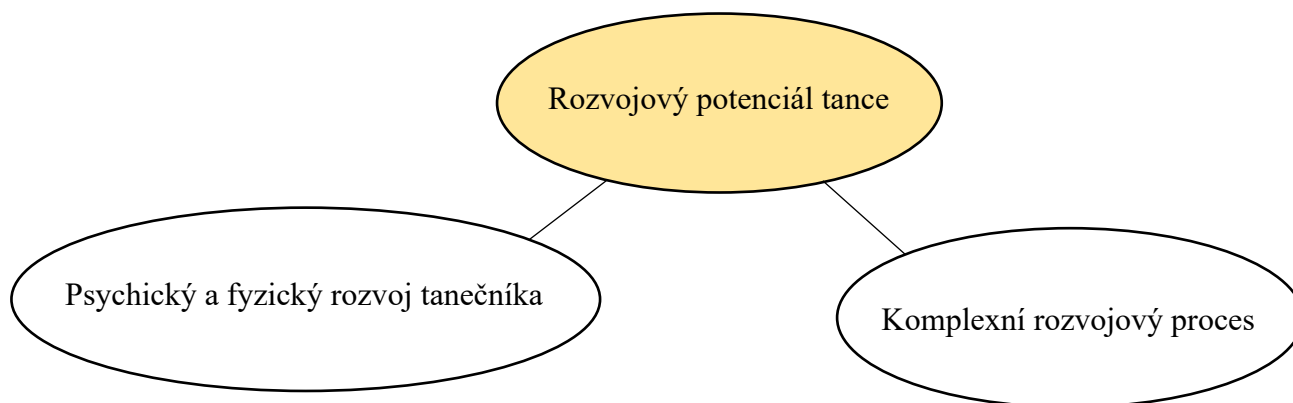 Rozvojový potenciál tance
Psychický a fyzický rozvoj tanečníka
Komplexní rozvojový proces